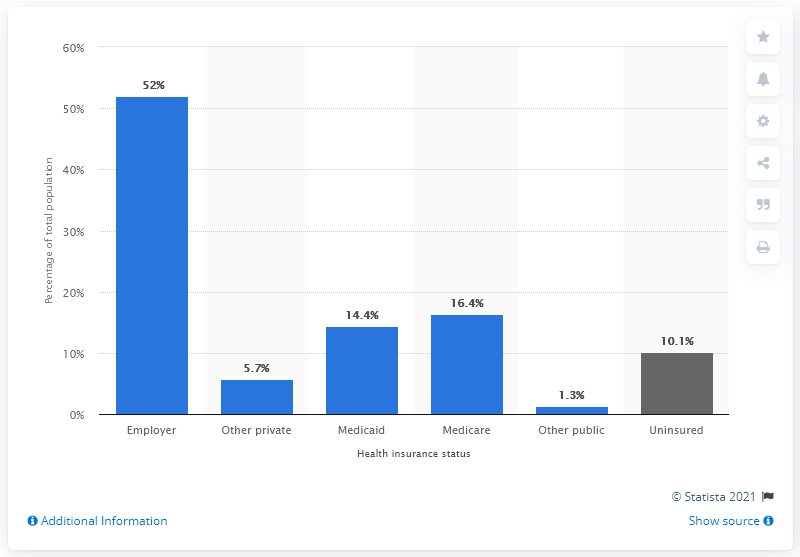 60%
50%
40%
30%
20%
10%
0%
Percentage of total population
52%
5.7%
14.4%
16.4%
1.3%
10.1%
Employer
Other private
Medicaid
Medicare
Other public
Uninsured
Health insurance status
© Statista 2021
Additional Information
Show source